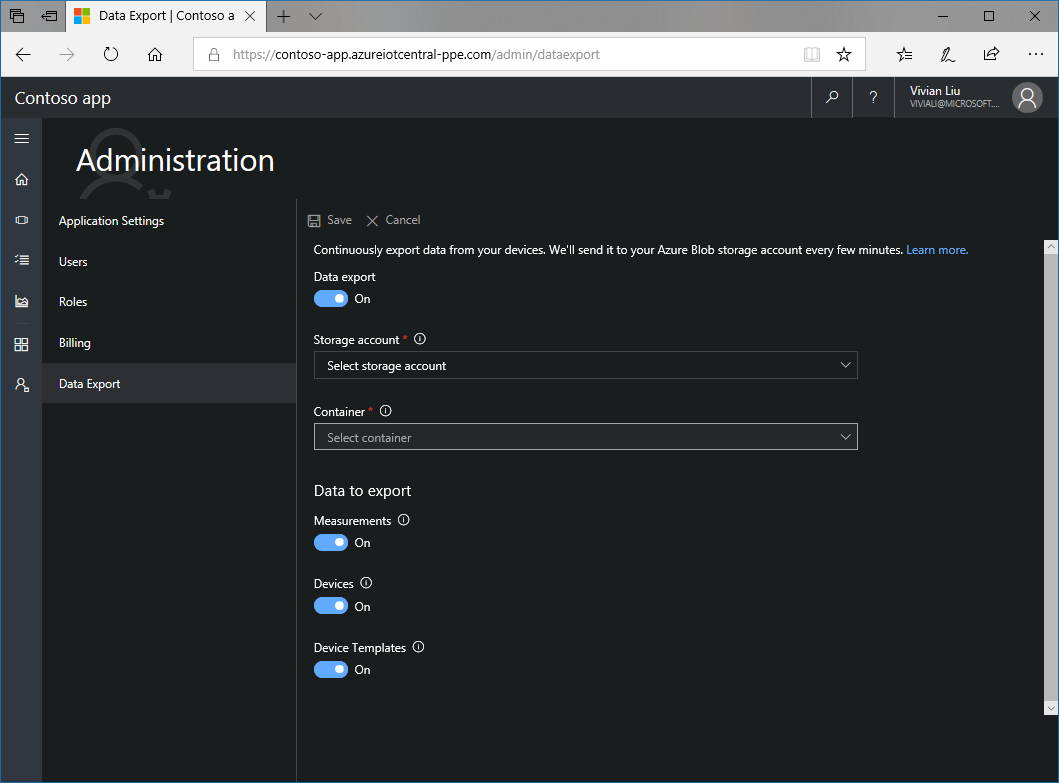 Data Export | Contoso a
https://contoso-app.azureiotcentral-ppe.com/admin/dataexport
Contoso app
?
Vivian Liu
VIVIALI@MICROSOFT....
Administration
Application Settings
Users
Roles
Billing
Data Export
Save
Cancel
Continuously export data from your devices. We'll send it to your Azure Blob storage account every few minutes. Learn more.
Data export
On
Storage account *
Select storage account
Container *
Select container
Data to export
Measurements
On
Devices
On
Device Templates
On